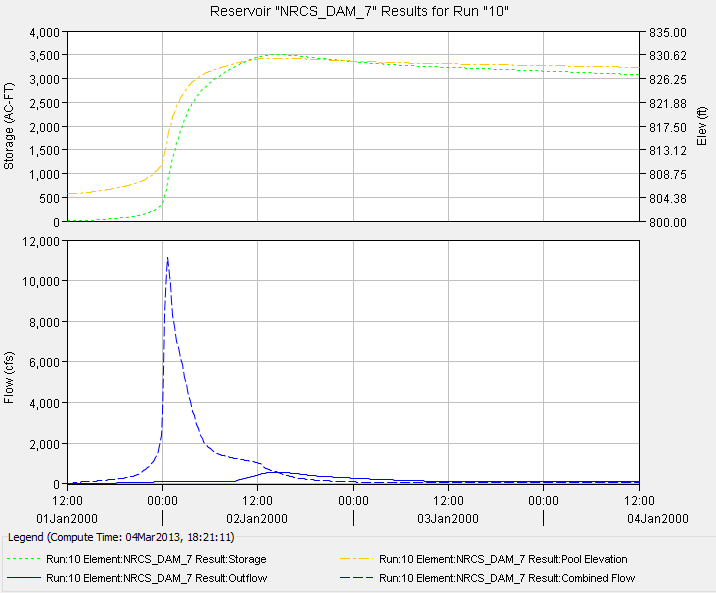 Reservoir "NRCS_DAM_7" Results for Run "10"
4,000
3,500
3,000
2,500
2,000
1,500
1,000
500
0
Storage (AC-FT)
835.00
830.62
826.25
821.88
817.50
813.12
808.75
804.38
800.00
Elev (ft)
12,000
10,000
8,000
6,000
4,000
2,000
0
Flow (cfs)
12:00 00:00 12:00 00:00 12:00 00:00 12:00
01Jan2000 02Jan2000 03Jan2000 04Jan2000
Legend (Compute Time: 04Mar2013, 18:21:11)
Run:10 Element:NRCS_DAM_7 Result:Storage Run:10 Element:NRCS_DAM_7 Result:Pool Elevation
Run:10 Element:NRCS_DAM_7 Result:Outflow Run:10 Element:NRCS_DAM_7 Result:Combined Flow